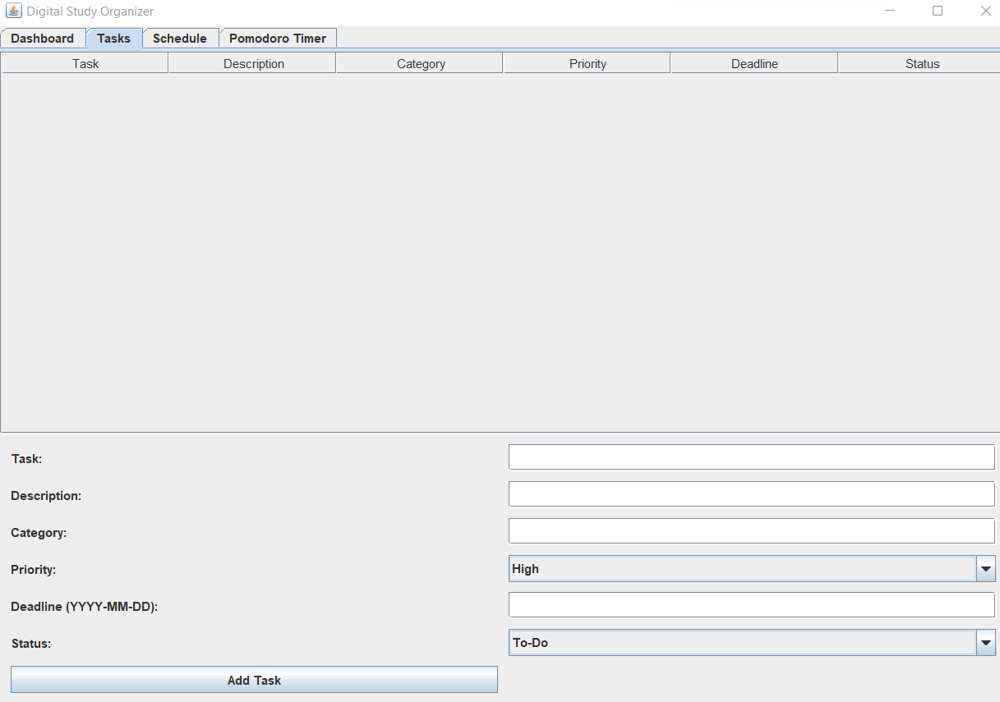 Digital Study Organizer
Dashboard Tasks Schedule Pomodoro Timer
Task Description Category Priority Deadline Status
Task:
Description:
Category:
Priority: High
Deadline (YYYY-MM-DD):
Status: To-Do
Add Task